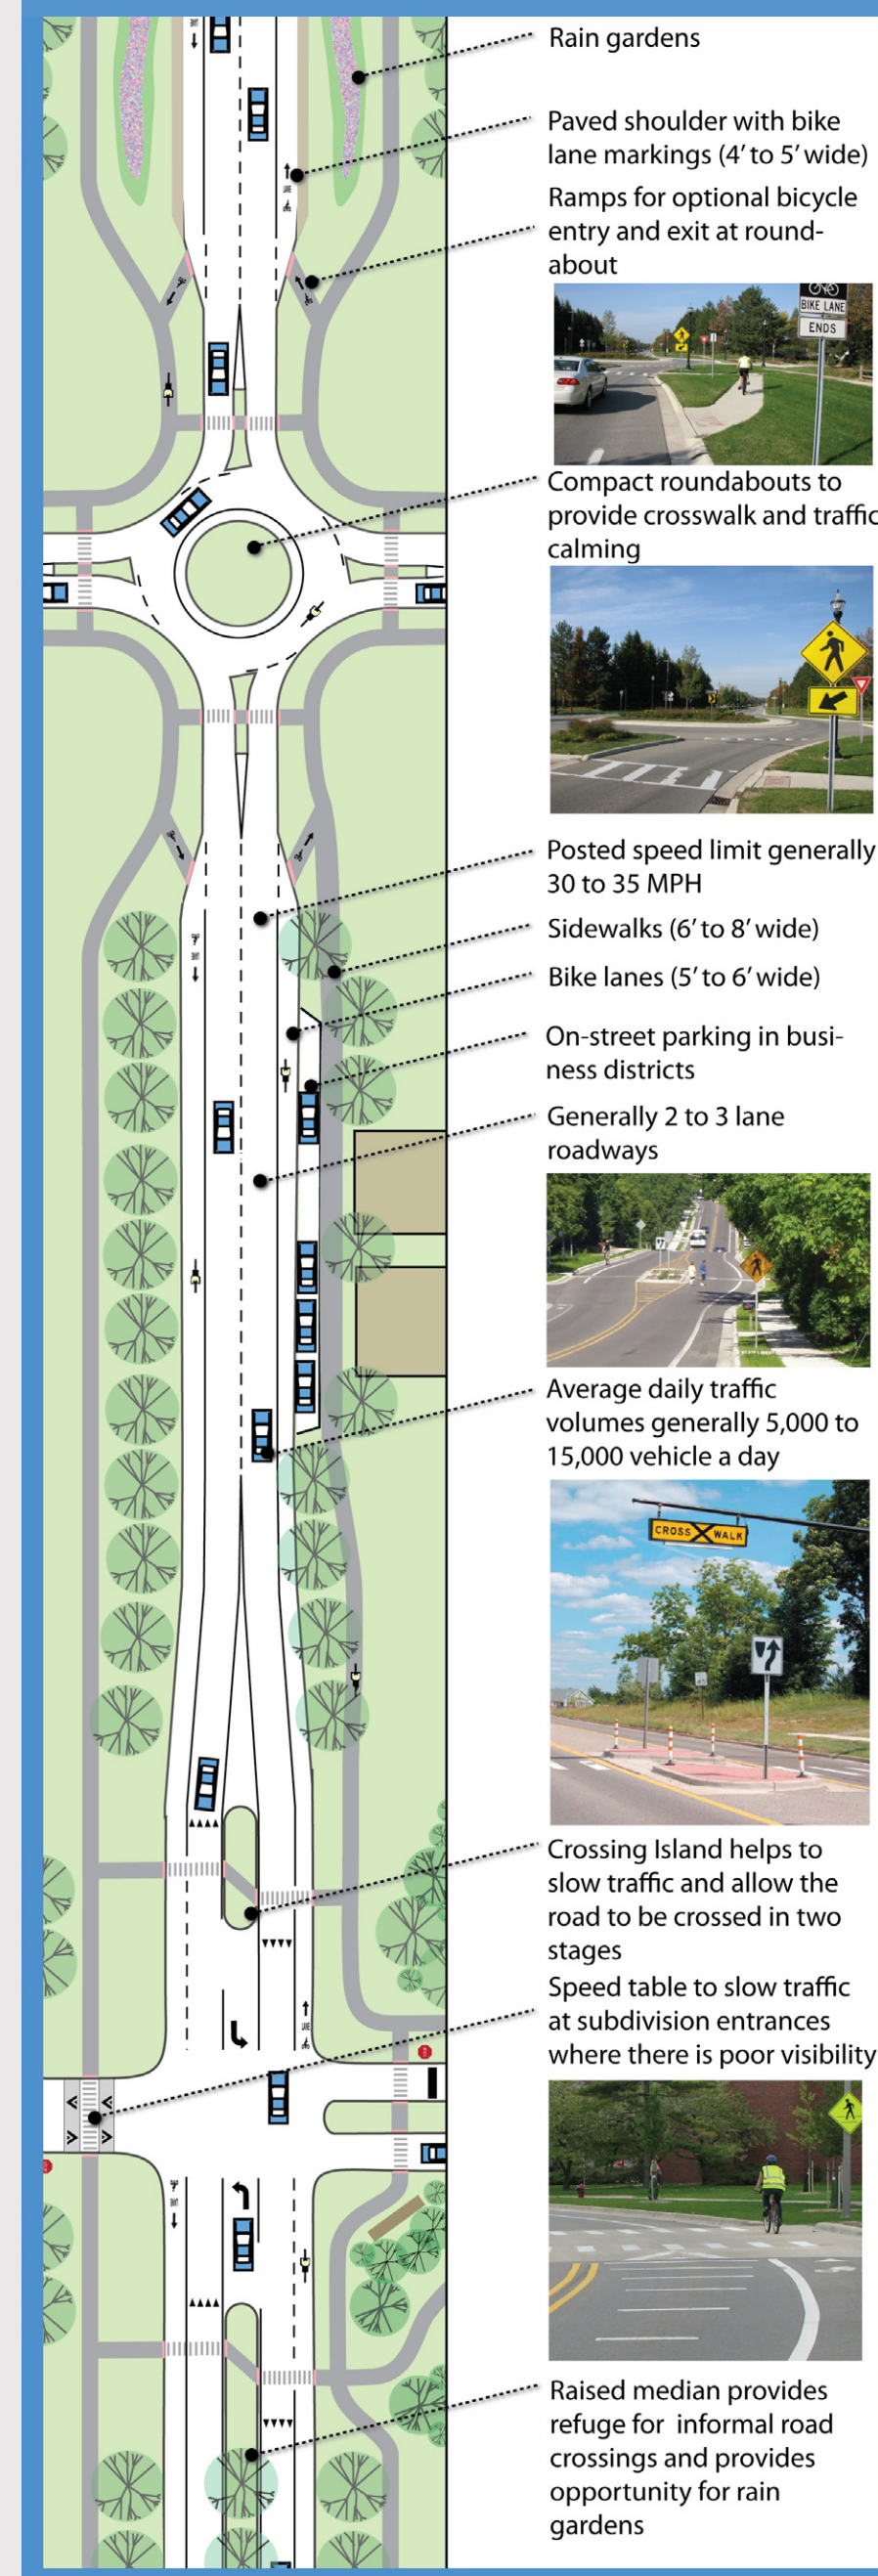 Rain gardens
Paved shoulder with bike
lane markings (4’ to 5’ wide)
Ramps for optional bicycle
entry and exit at round-
about
BIKE LANE
ENDS
Compact roundabouts to
provide crosswalk and traffic
calming
Posted speed limit generally
30 to 35 MPH
Sidewalks (6’ to 8’ wide)
Bike lanes (5’ to 6’ wide)
On-street parking in busi-
ness districts
Generally 2 to 3 lane
roadways
Average daily traffic
volumes generally 5,000 to
15,000 vehicle a day
CROSS WALK
Crossing Island helps to
slow traffic and allow the
road to be crossed in two
stages
LANE
Speed table to slow traffic
at subdivision entrances
where there is poor visibility
Raised median provides
refuge for informal road
crossings and provides
opportunity for rain
gardens